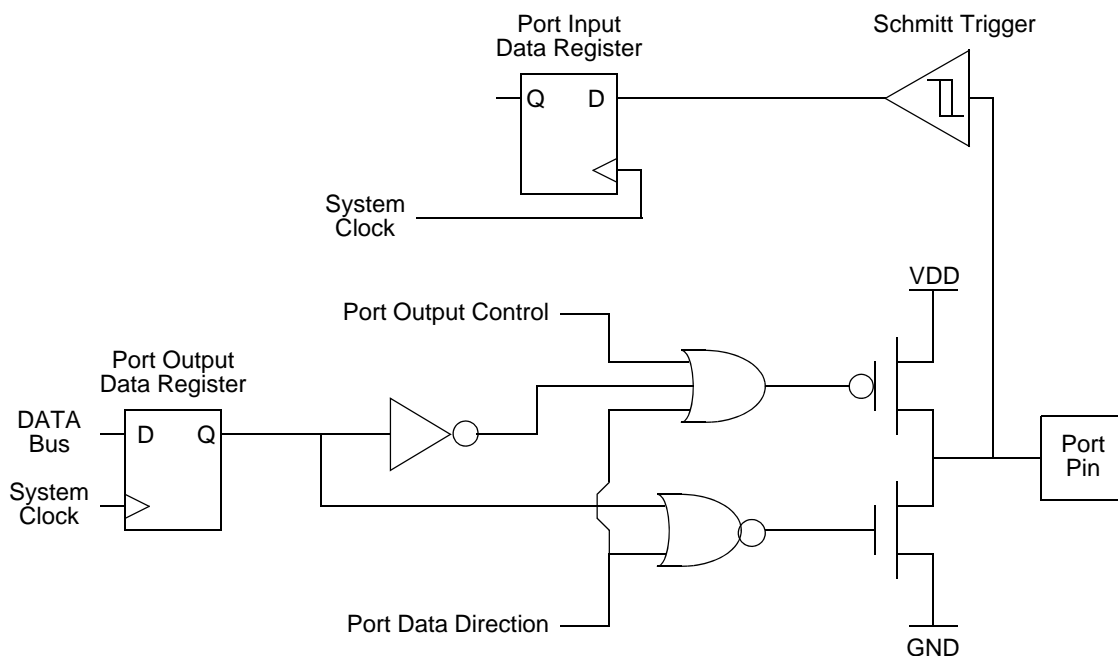 Port Input
Data Register
Schmitt Trigger
Q
D
System
Clock
VDD
Port Output Control
Port Output
Data Register
DATA
Bus
D
Q
System
Clock
Port
Pin
Port Data Direction
GND